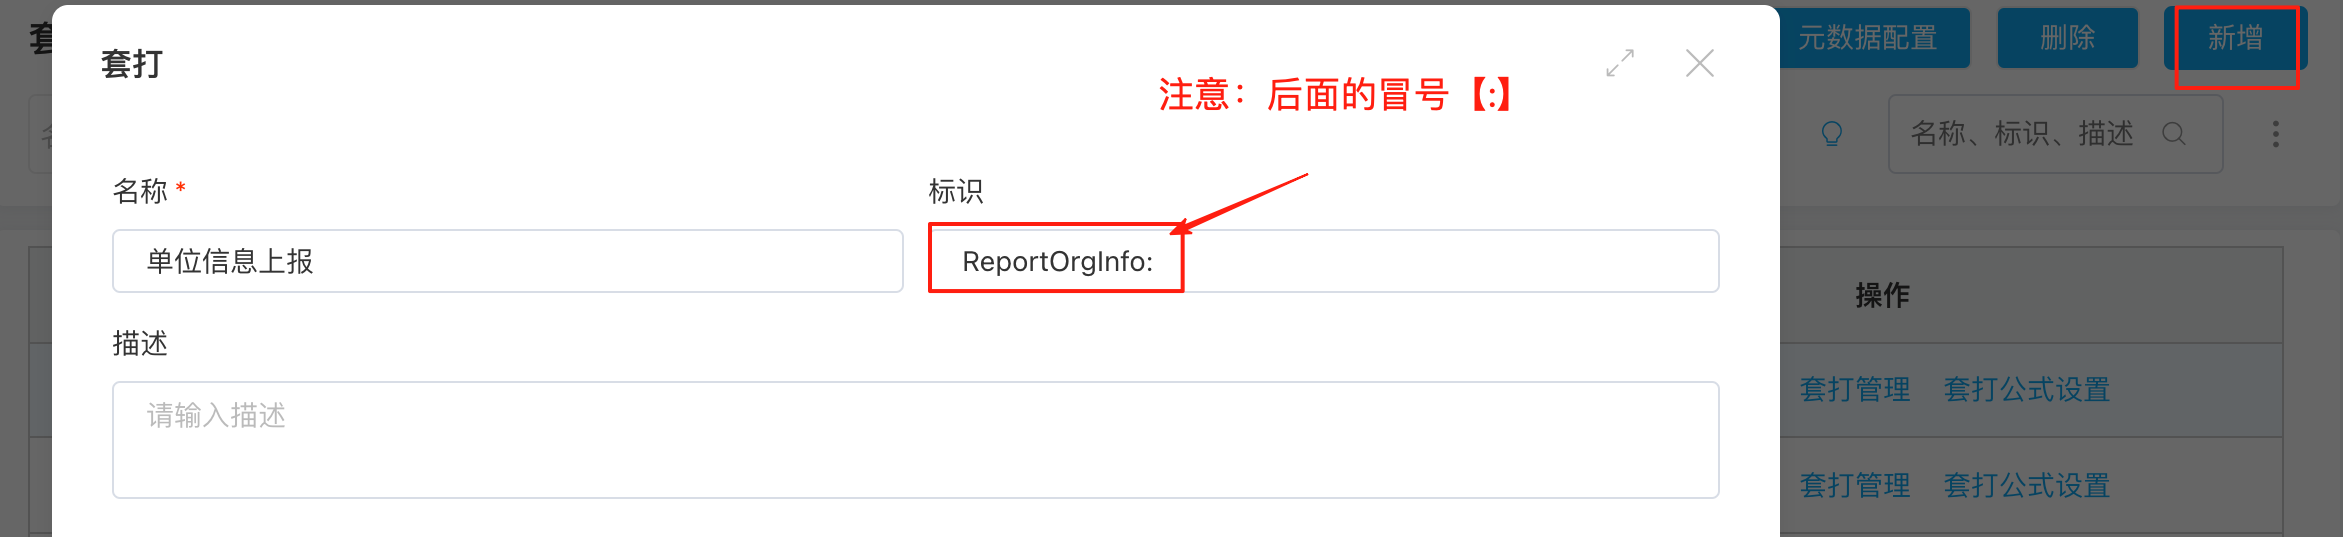 套打
元数据配置
删除
新增
注意：后面的冒号【:】
名称、标识、描述
名称 *
标识
单位信息上报
ReportOrgInfo:
描述
请输入描述
操作
套打管理 套打公式设置
套打管理 套打公式设置